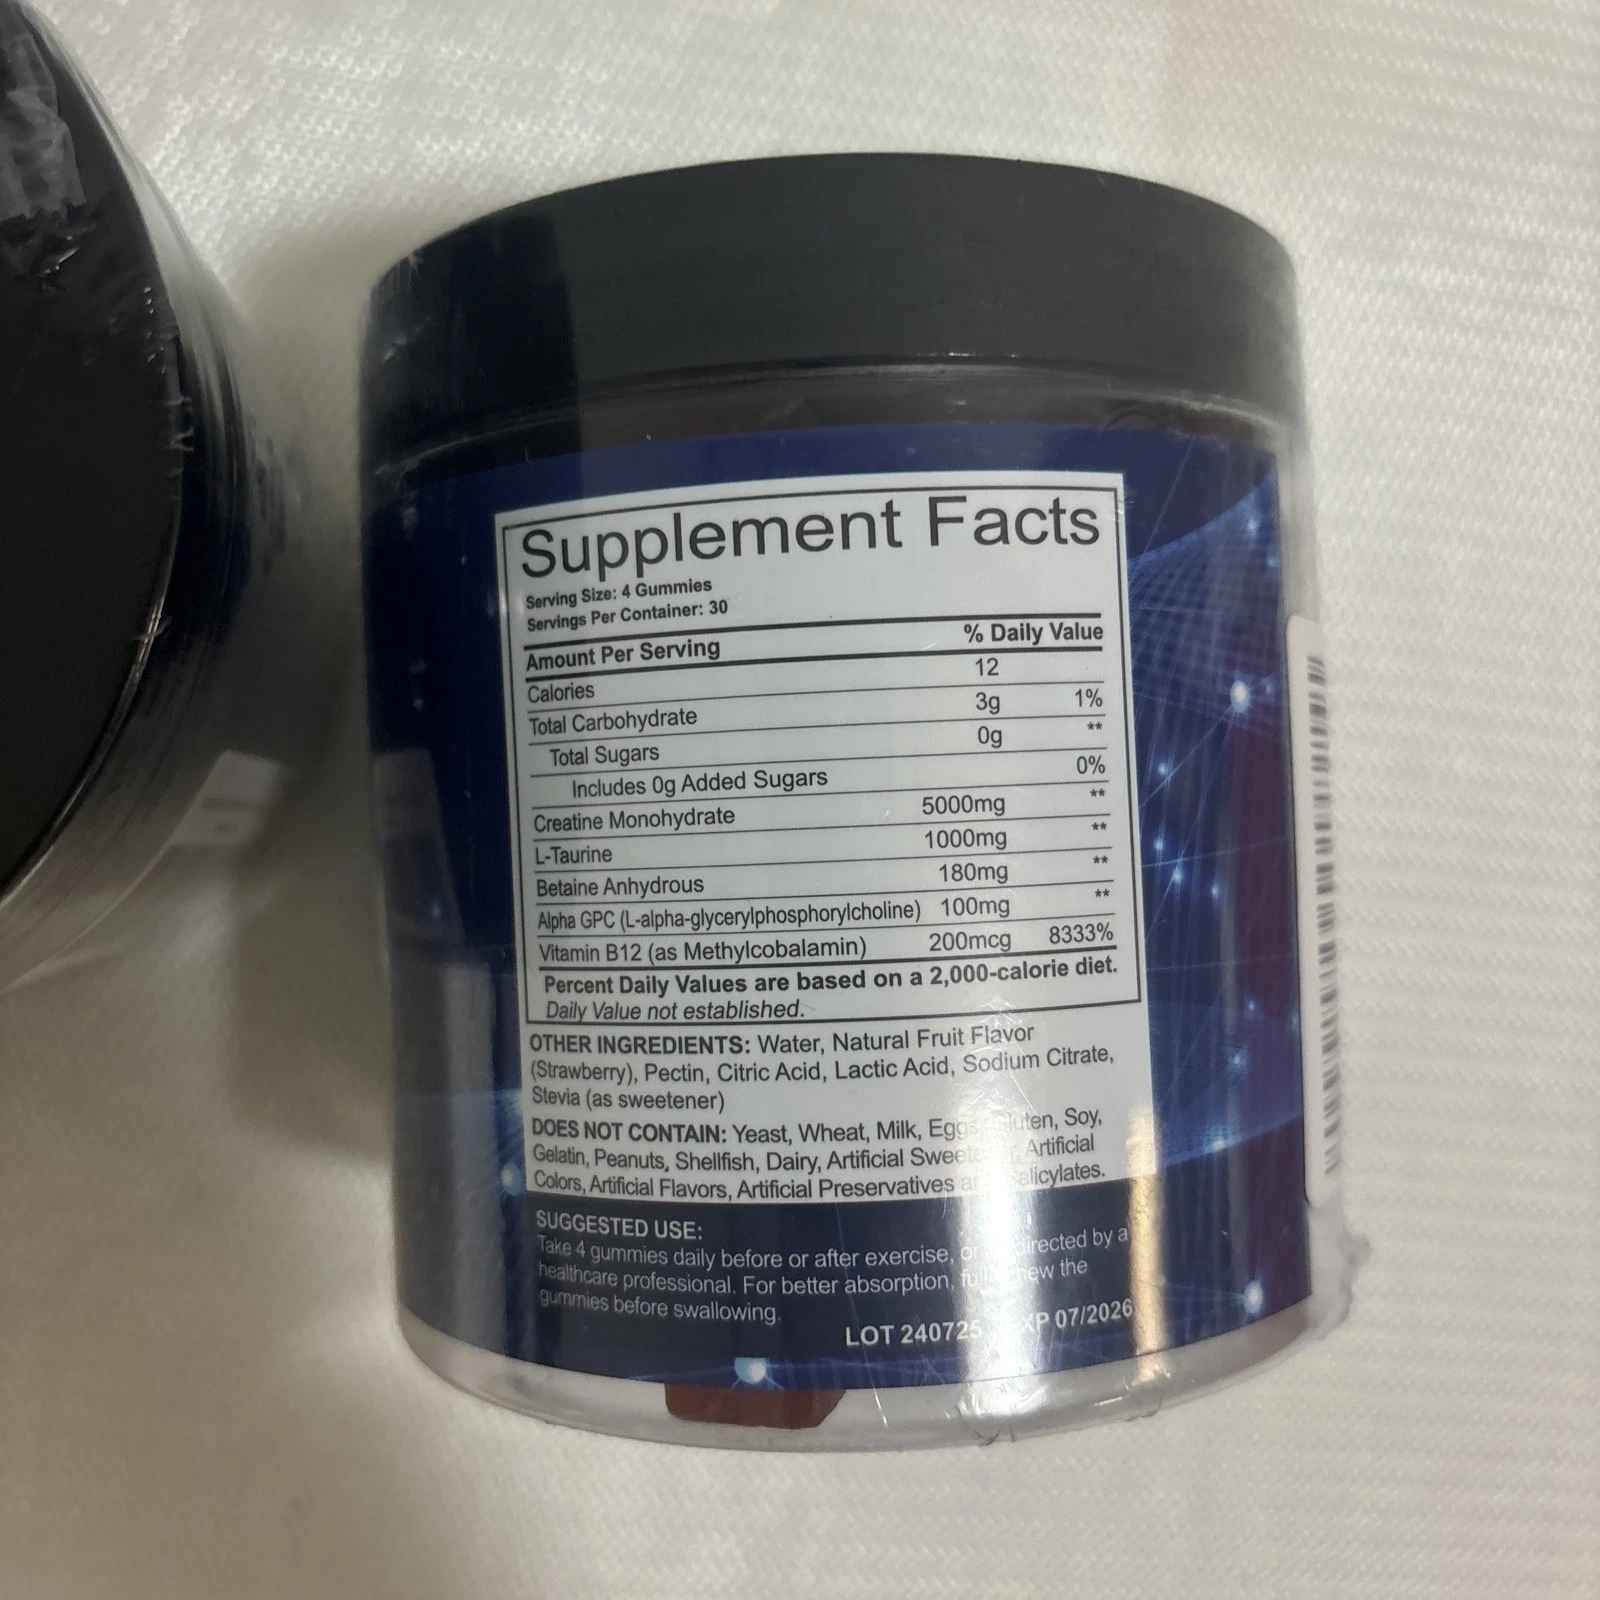 Supplement Facts
Serving Size: 4 Gummies
Servings Per Container: 30
Amount Per Serving % Daily Value
Calories 12
Total Carbohydrate 3g 1%
Total Sugars 0g **
Includes 0g Added Sugars 0%
Creatine Monohydrate 5000mg **
L-Taurine 1000mg **
Betaine Anhydrous 180mg **
Alpha GPC (L-alpha-glycerylphosphorylcholine) 100mg **
Vitamin B12 (as Methylcobalamin) 200mcg 8333%
Percent Daily Values are based on a 2,000-calorie diet.
Daily Value not established.
OTHER INGREDIENTS: Water, Natural Fruit Flavor
(Strawberry), Pectin, Citric Acid, Lactic Acid, Sodium Citrate,
Stevia (as sweetener)
DOES NOT CONTAIN: Yeast, Wheat, Milk, Eggs, Gluten, Soy,
Gelatin, Peanuts, Shellfish, Dairy, Artificial Artificial
Colors, Artificial Flavors, Artificial Preservatives Salicylates.
SUGGESTED USE:
Take 4 gummies daily before or after exercise, or directed by a
healthcare professional. For better absorption, fully chew the
gummies before swallowing.
LOT 240725 EXP 07/2026